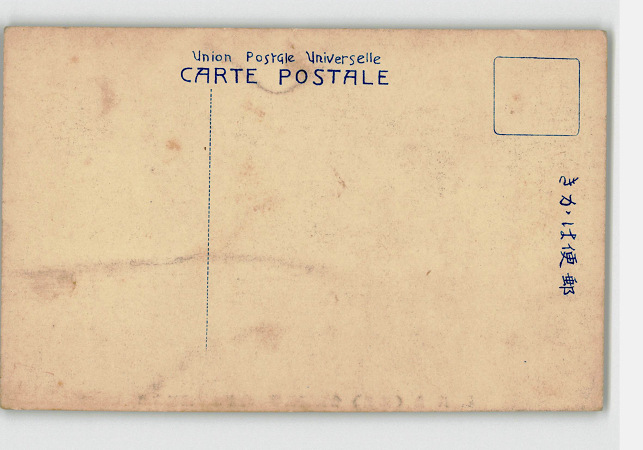 Union Postale Universelle
CARTE POSTALE
郵便はかき